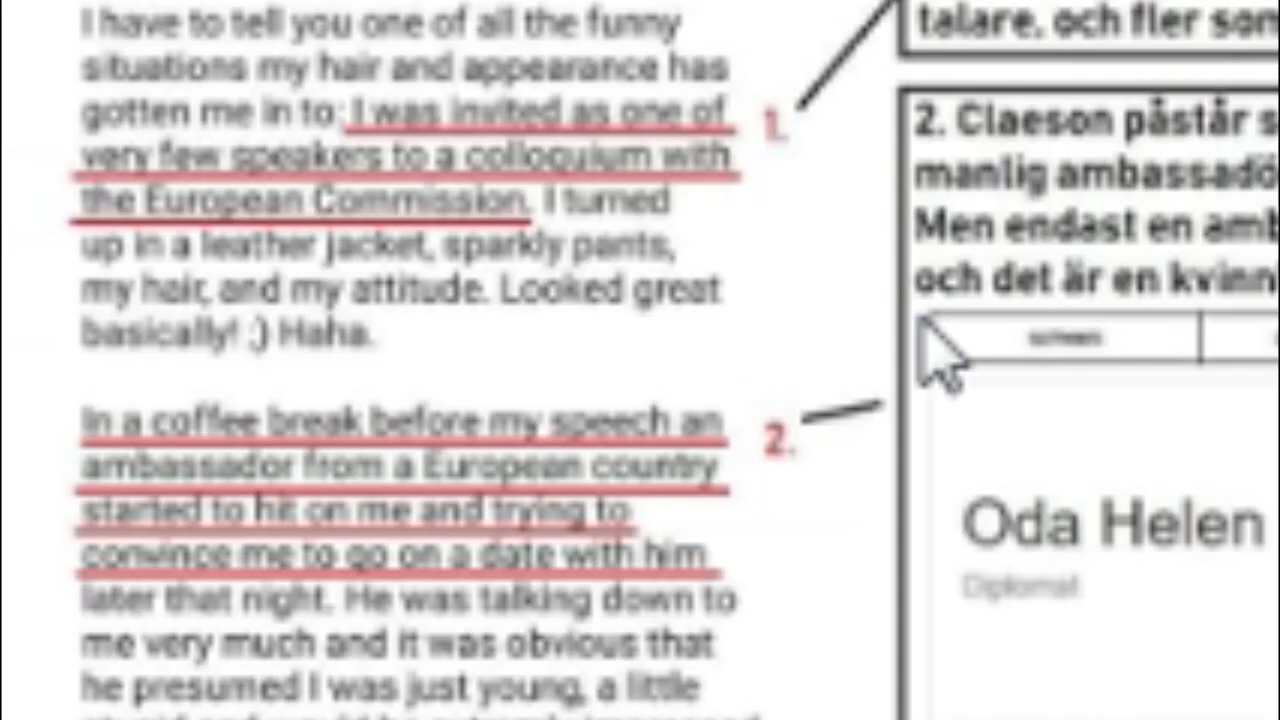 I have to tell you one of all the funny
situations my hair and appearance has
gotten me in to: I was invited as one of
very few speakers to a colloquium with
the European Commission. I turned
up in a leather jacket, sparkly pants,
my hair, and my attitude. Looked great
basically! ;) Haha.
In a coffee break before my speech an
ambassador from a European country
started to hit on me and trying to
convince me to go on a date with him
later that night. He was talking down to
me very much and it was obvious that
he presumed I was just young, a little
1.
2.
talare, och fler som
2. Claeson påstår s
manlig ambassadö
Men endast en amb
och det är en kvinn
Oda Helen
Diplomat